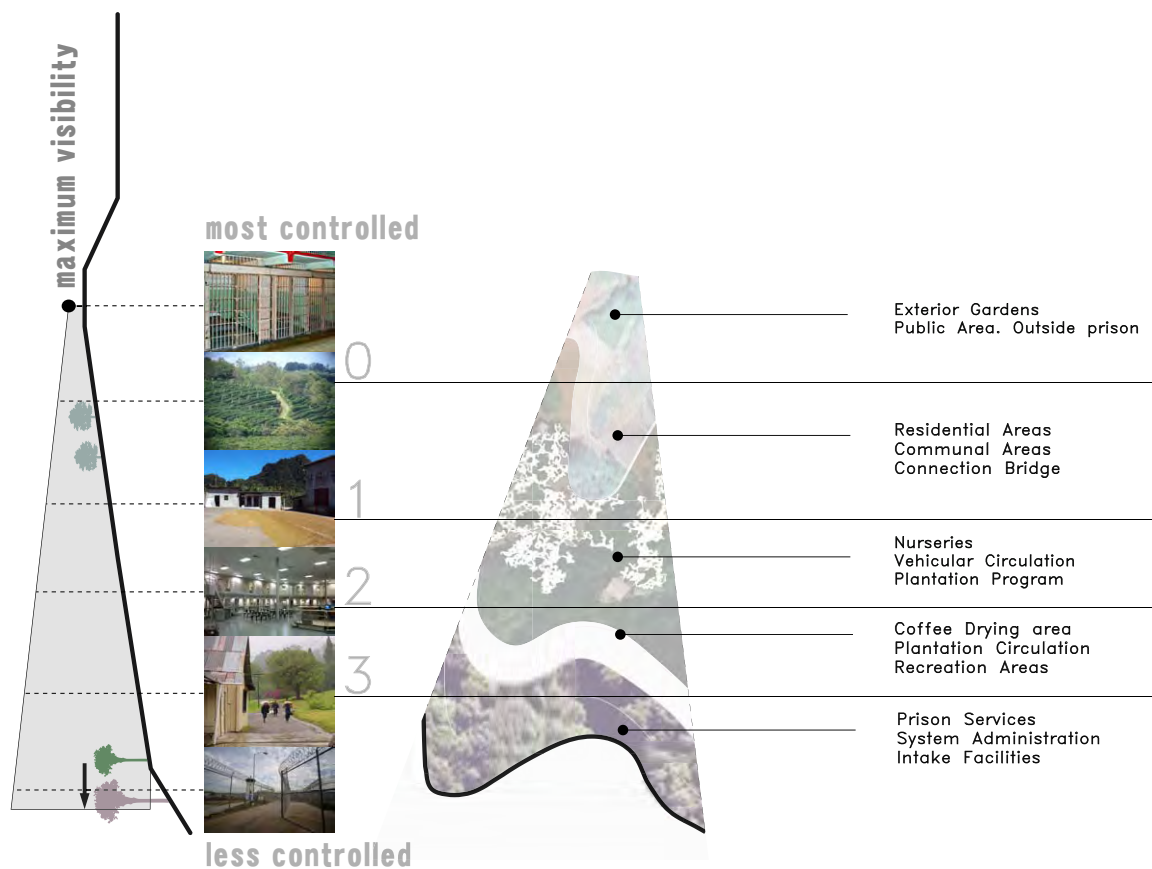 maximum visibility
most controlled
Exterior Gardens
Public Area. Outside prison
0
Residential Areas
Communal Areas
Connection Bridge
1
Nurseries
Vehicular Circulation
Plantation Program
2
Coffee Drying area
Plantation Circulation
Recreation Areas
3
Prison Services
System Administration
Intake Facilities
less controlled